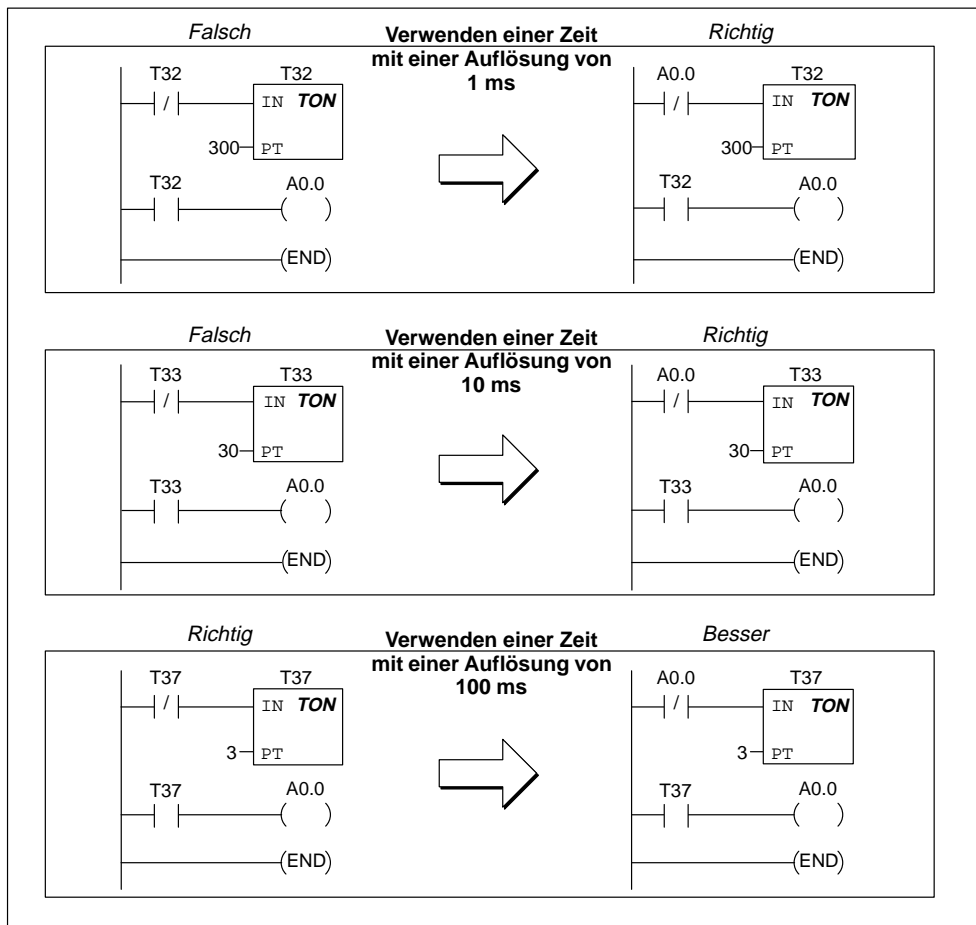 Falsch
Verwenden einer Zeit
mit einer Auflösung von
1 ms
Richtig
T32 T32
/ IN TON
300 PT
T32 A0.0
( )
(END)
A0.0 T32
/ IN TON
300 PT
T32 A0.0
( )
(END)
Falsch
Verwenden einer Zeit
mit einer Auflösung von
10 ms
Richtig
T33 T33
/ IN TON
30 PT
T33 A0.0
( )
(END)
A0.0 T33
/ IN TON
30 PT
T33 A0.0
( )
(END)
Richtig
Verwenden einer Zeit
mit einer Auflösung von
100 ms
Besser
T37 T37
/ IN TON
3 PT
T37 A0.0
( )
(END)
A0.0 T37
/ IN TON
3 PT
T37 A0.0
( )
(END)